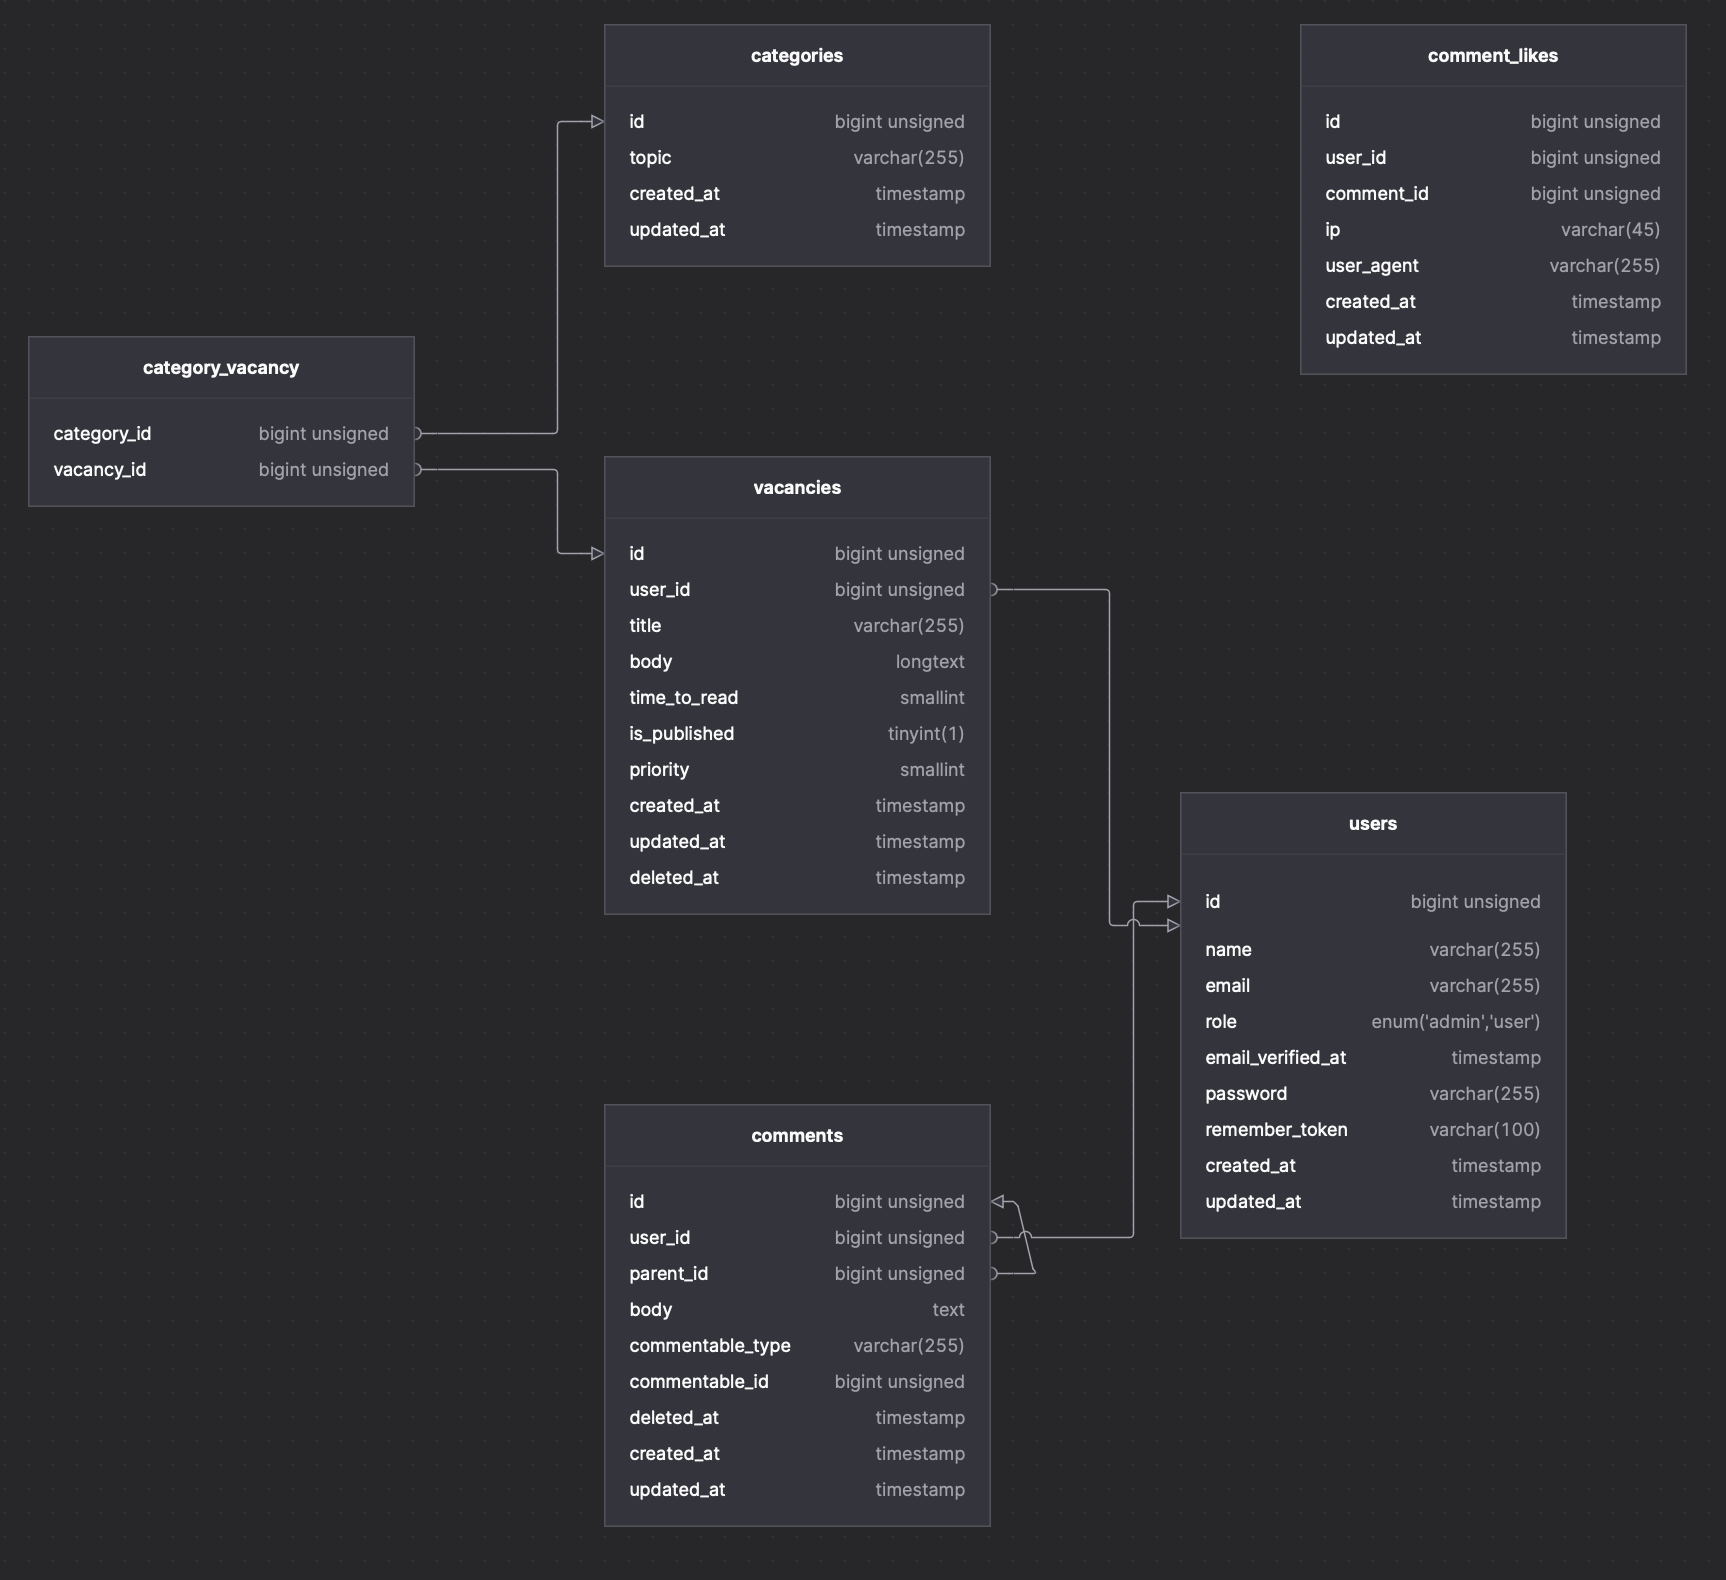 categories
id bigint unsigned
topic varchar(255)
created_at timestamp
updated_at timestamp
comment_likes
id bigint unsigned
user_id bigint unsigned
comment_id bigint unsigned
ip varchar(45)
user_agent varchar(255)
created_at timestamp
updated_at timestamp
category_vacancy
category_id bigint unsigned
vacancy_id bigint unsigned
vacancies
id bigint unsigned
user_id bigint unsigned
title varchar(255)
body longtext
time_to_read smallint
is_published tinyint(1)
priority smallint
created_at timestamp
updated_at timestamp
deleted_at timestamp
users
id bigint unsigned
name varchar(255)
email varchar(255)
role enum('admin','user')
email_verified_at timestamp
password varchar(255)
remember_token varchar(100)
created_at timestamp
updated_at timestamp
comments
id bigint unsigned
user_id bigint unsigned
parent_id bigint unsigned
body text
commentable_type varchar(255)
commentable_id bigint unsigned
deleted_at timestamp
created_at timestamp
updated_at timestamp